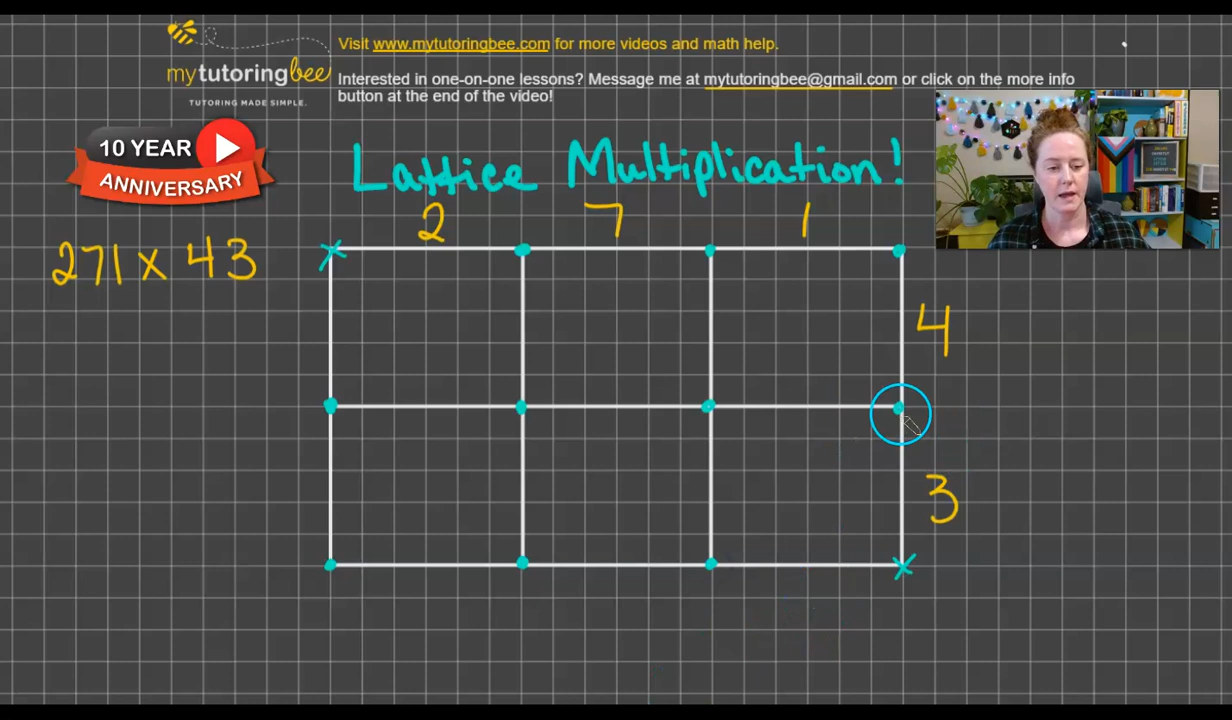 Visit www.mytutoringbee.com for more videos and math help.
mytutoringbee
TUTORING MADE SIMPLE.
Interested in one-on-one lessons? Message me at mytutoringbee@gmail.com or click on the more info
button at the end of the video!
10 YEAR
ANNIVERSARY
Lattice Multiplication!
2 7 1
271 x 43
4
3